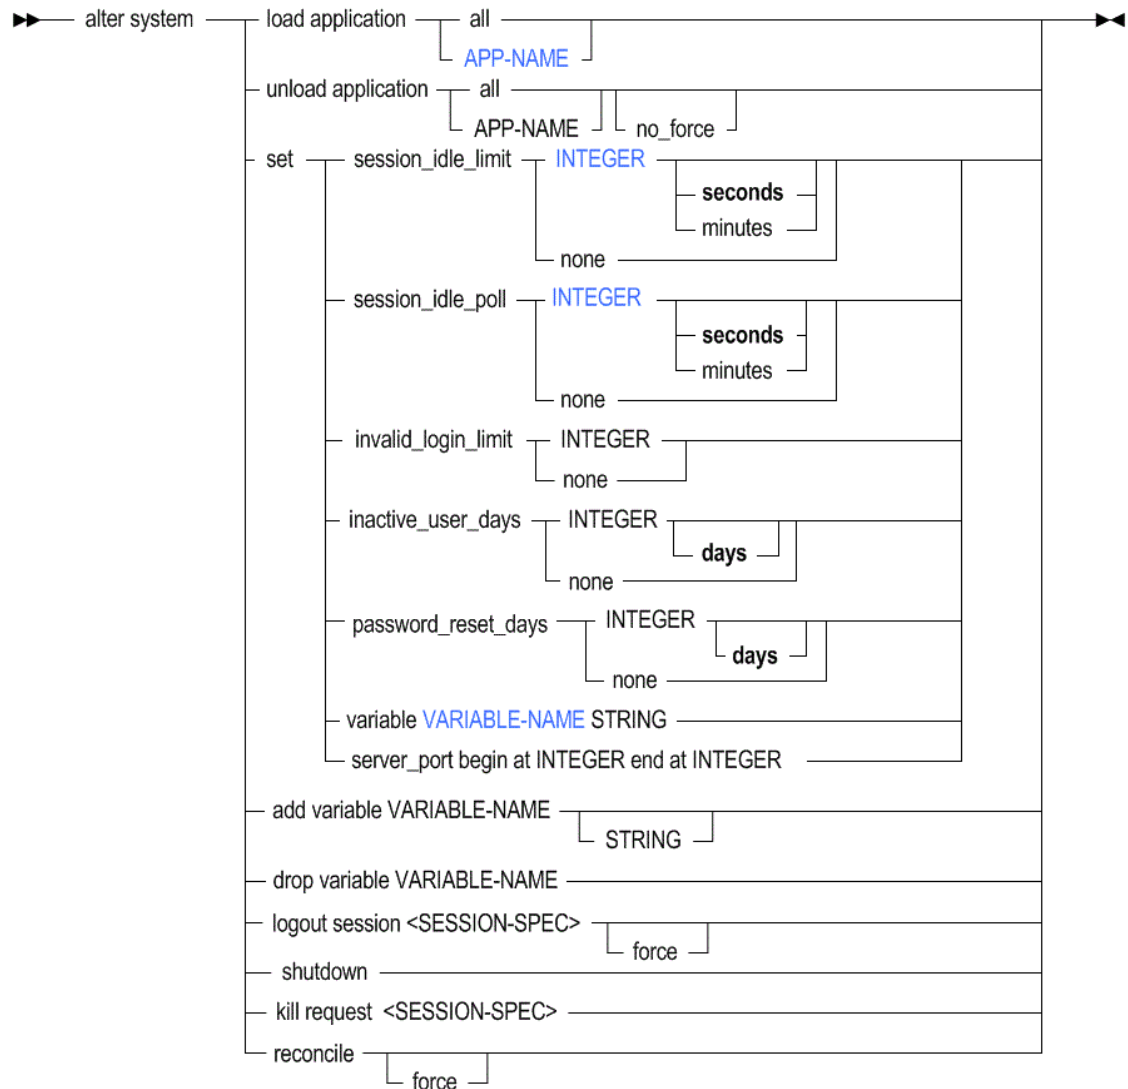 alter system load application all
APP-NAME
unload application all
APP-NAME no_force
set session_idle_limit INTEGER
seconds
minutes
none
session_idle_poll INTEGER
seconds
minutes
none
invalid_login_limit INTEGER
none
inactive_user_days INTEGER
days
none
password_reset_days INTEGER
days
none
variable VARIABLE-NAME STRING
server_port begin at INTEGER end at INTEGER
add variable VARIABLE-NAME
STRING
drop variable VARIABLE-NAME
logout session <SESSION-SPEC>
force
shutdown
kill request <SESSION-SPEC>
reconcile
force